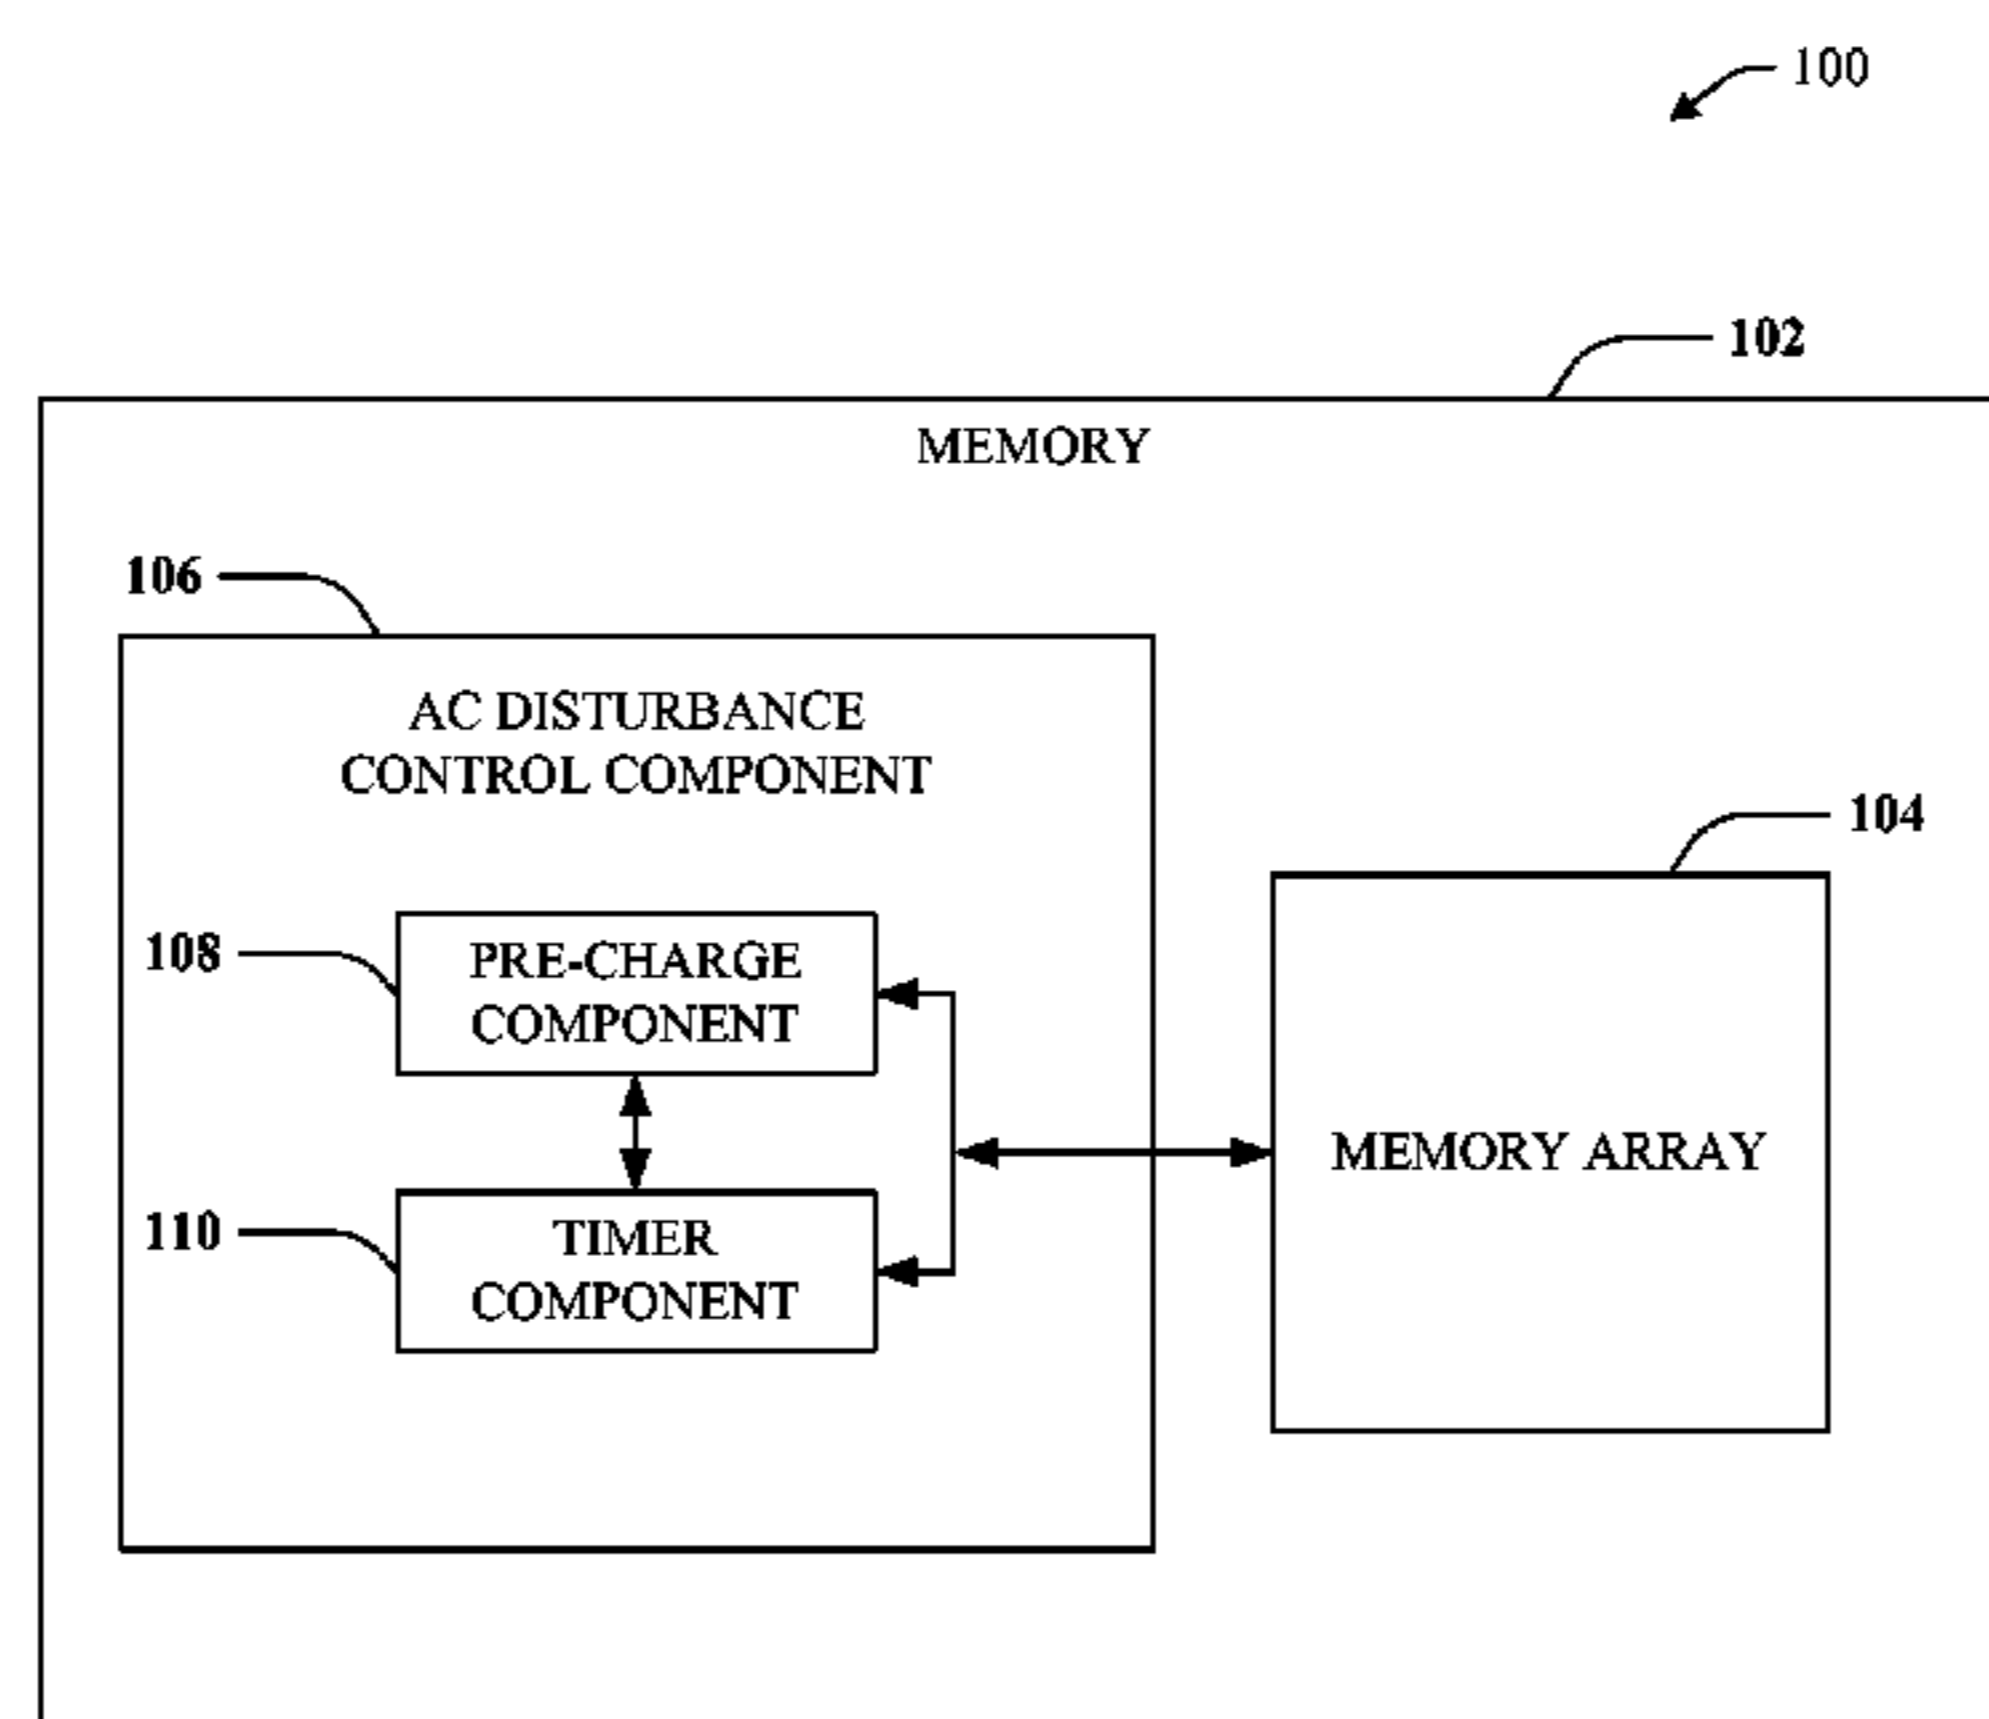 100
102
MEMORY
106
AC DISTURBANCE
CONTROL COMPONENT
104
108
PRE-CHARGE
COMPONENT
MEMORY ARRAY
110
TIMER
COMPONENT